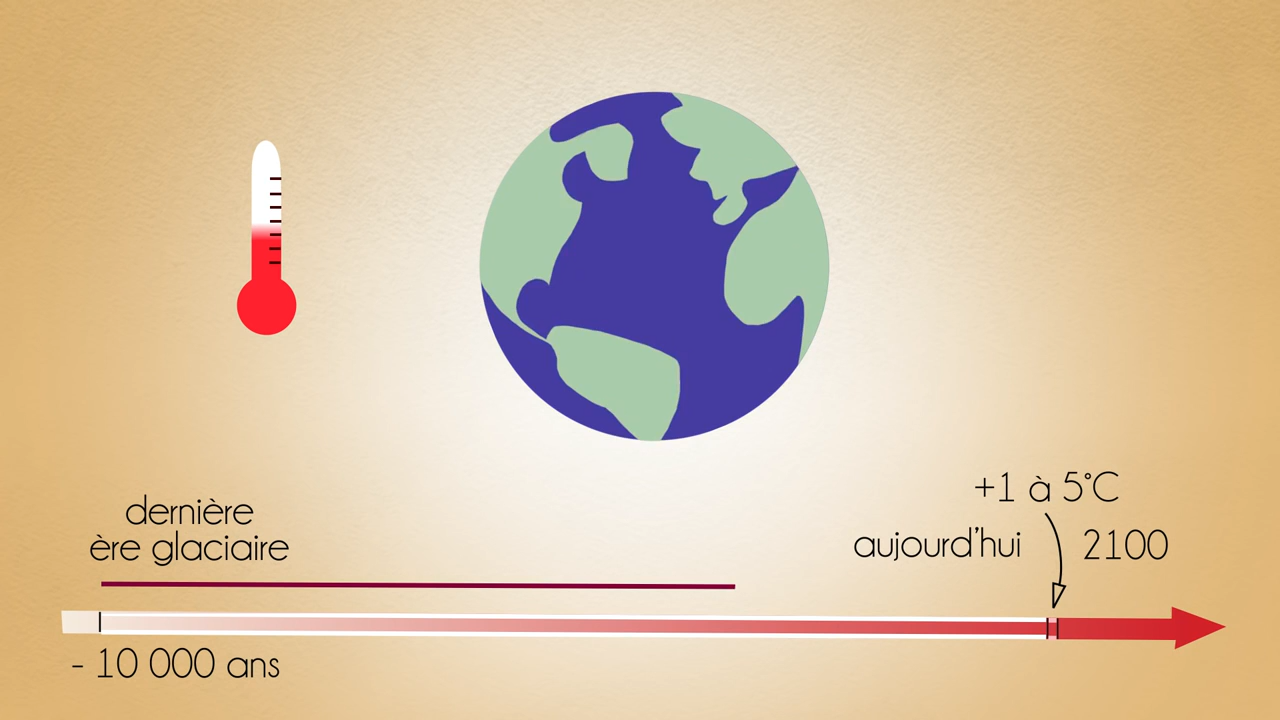 dernière
ère glaciaire
+1 à 5°C
aujourd'hui
2100
- 10 000 ans